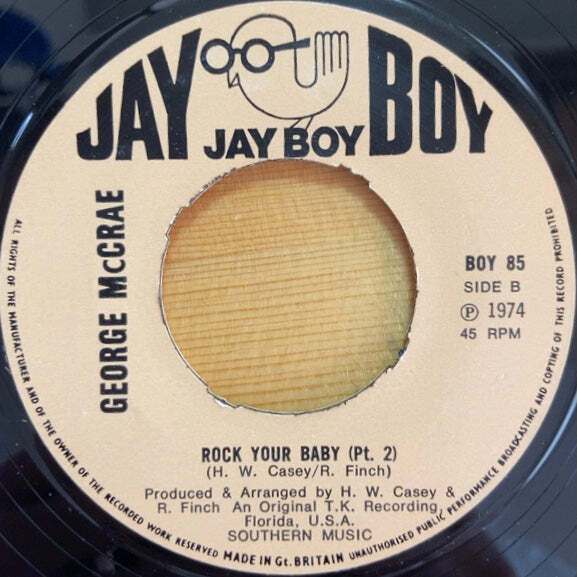 JAY BOY
JAY BOY
GEORGE McCRAE
BOY 85
SIDE B
Ⓟ 1974
45 RPM
ROCK YOUR BABY (Pt. 2)
(H. W. Casey/R. Finch)
Produced & Arranged by H. W. Casey &
R. Finch An Original T.K. Recording,
Florida, U.S.A.
SOUTHERN MUSIC
ALL RIGHTS OF THE MANUFACTURER AND OF THE OWNER OF THE RECORDED WORK RESERVED MADE IN GT. BRITAIN UNAUTHORISED PUBLIC PERFORMANCE BROADCASTING AND COPYING OF THIS RECORD PROHIBITED